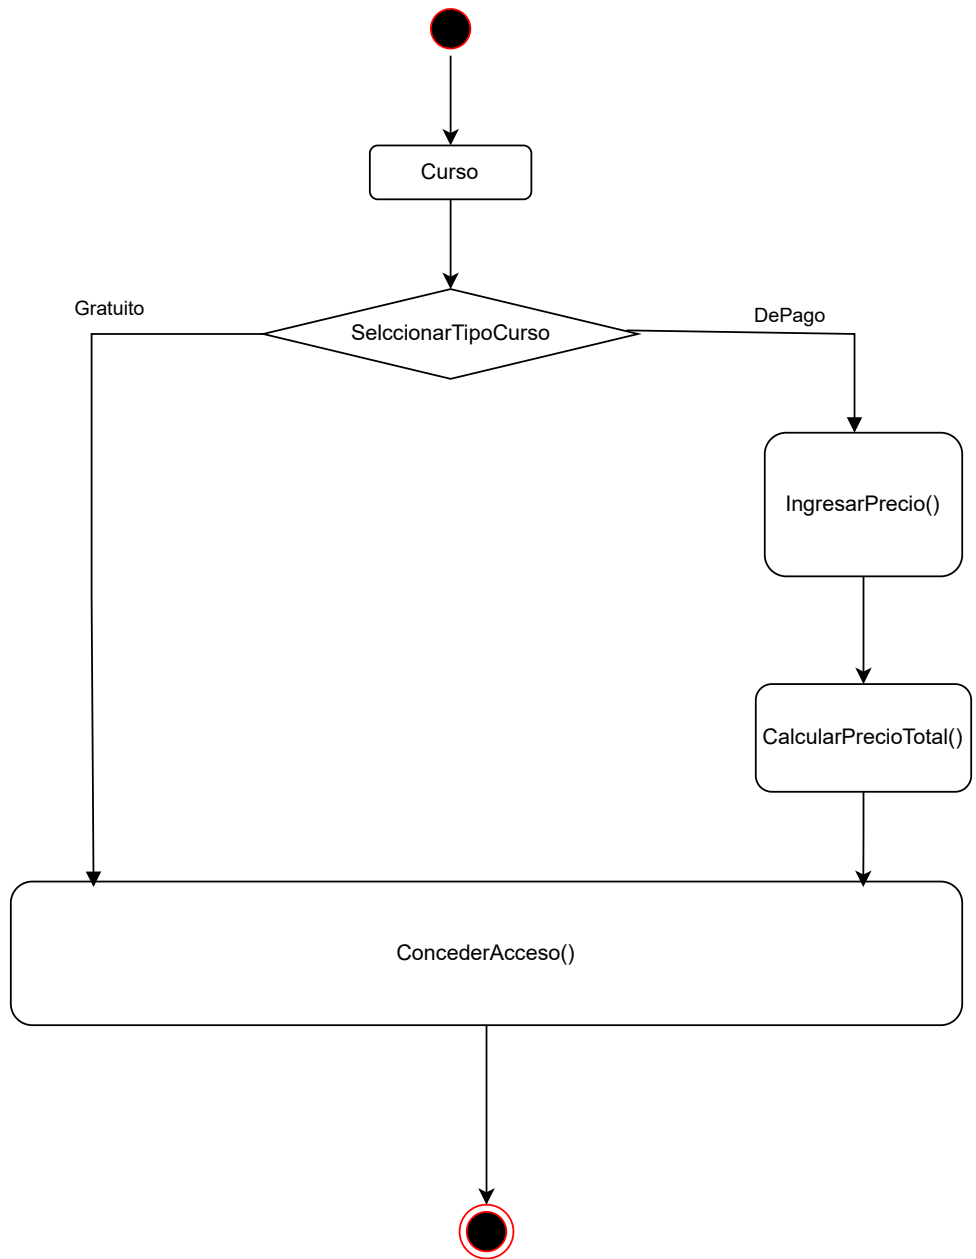 Curso
Gratuito
SelccionarTipoCurso
DePago
IngresarPrecio()
CalcularPrecioTotal()
ConcederAcceso()